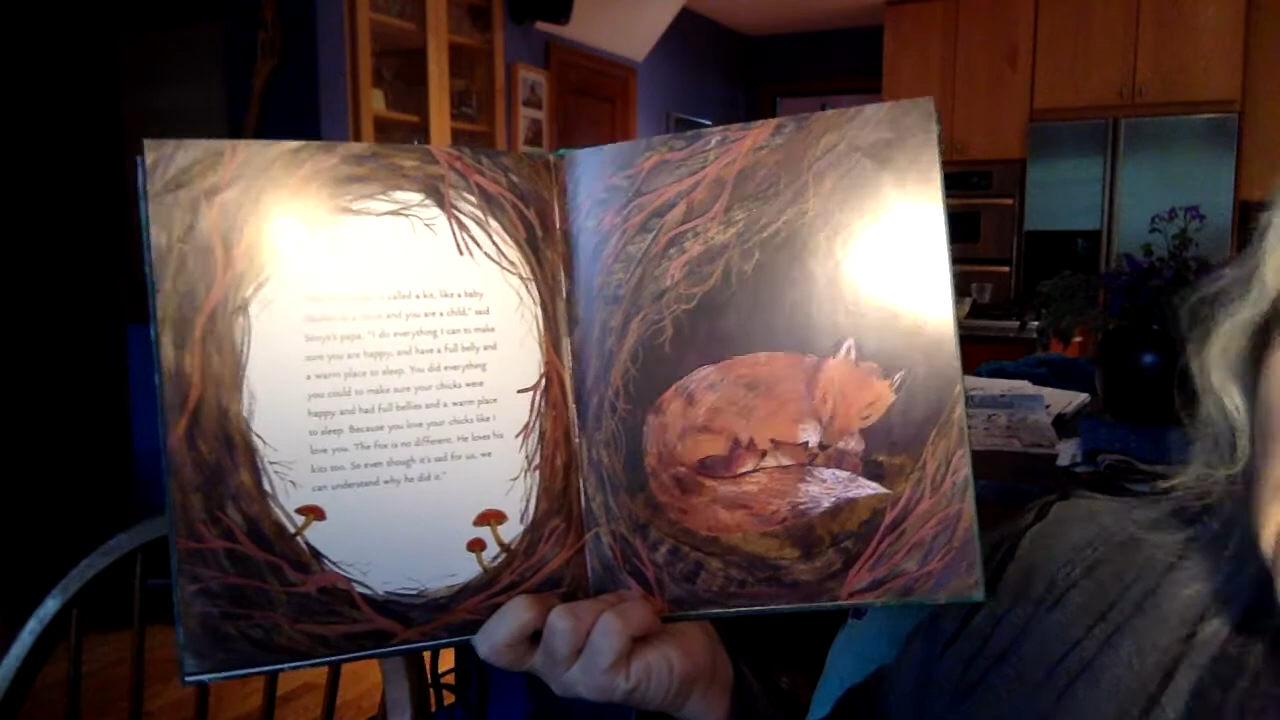 called a kit, like a baby
and you are a child," said
Sonya's papa. "I do everything I can to make
sure you are happy, and have a full belly and
a warm place to sleep. You did everything
you could to make sure your chicks were
happy and had full bellies and a warm place
to sleep. Because you love your chicks like I
love you. The fox is no different. He loves his
kits too. So even though it's sad for us, we
can understand why he did it."